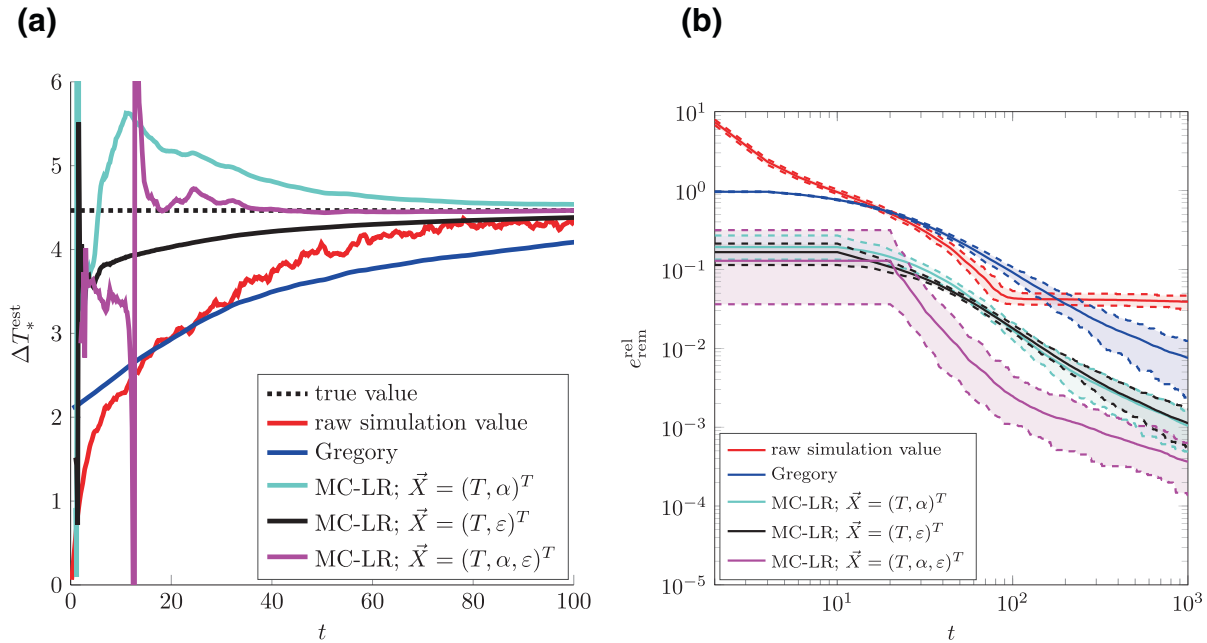 (a)
6
5
4
3
2
1
0
0 20 40 60 80 100
t
ΔT*^est
true value
raw simulation value
Gregory
MC-LR; X⃗ = (T, α)^T
MC-LR; X⃗ = (T, ε)^T
MC-LR; X⃗ = (T, α, ε)^T
(b)
10^1
10^0
10^−1
10^−2
10^−3
10^−4
10^−5
10^1 10^2 10^3
t
e_rem^rel
raw simulation value
Gregory
MC-LR; X⃗ = (T, α)^T
MC-LR; X⃗ = (T, ε)^T
MC-LR; X⃗ = (T, α, ε)^T